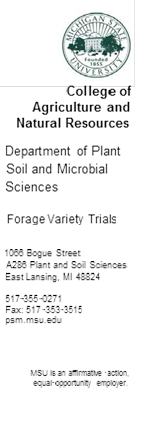 MICHIGAN STATE
UNIVERSITY
Founded
1855
College of
Agriculture and
Natural Resources
Department of Plant
Soil and Microbial
Sciences
Forage Variety Trials
1066 Bogue Street
A286 Plant and Soil Sciences
East Lansing, MI 48824
517-355-0271
Fax: 517-353-3515
psm.msu.edu
MSU is an affirmative-action,
equal-opportunity employer.